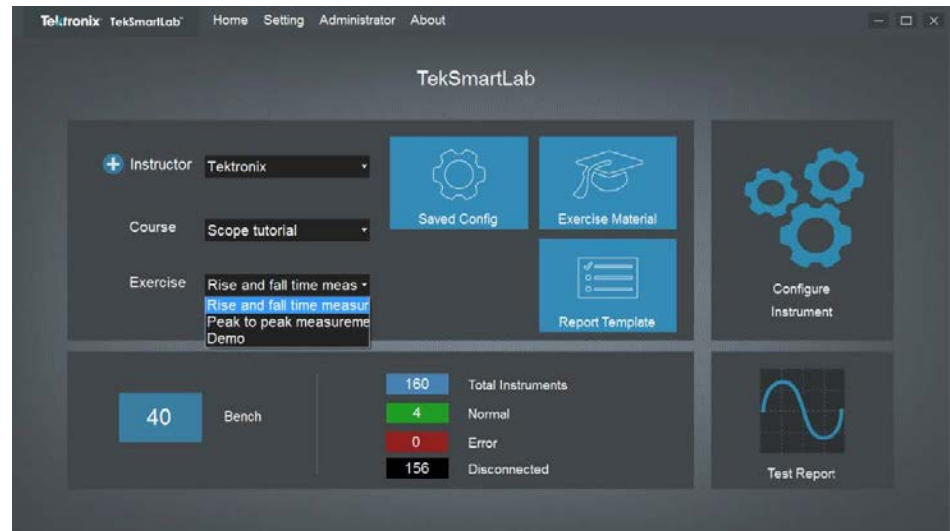 Tektronix TekSmartLab™ Home Setting Administrator About
TekSmartLab
Instructor Tektronix
Course Scope tutorial
Exercise Rise and fall time meas
Rise and fall time measur
Peak to peak measureme
Demo
Saved Config
Exercise Material
Report Template
Configure
Instrument
40 Bench
160 Total Instruments
4 Normal
0 Error
156 Disconnected
Test Report